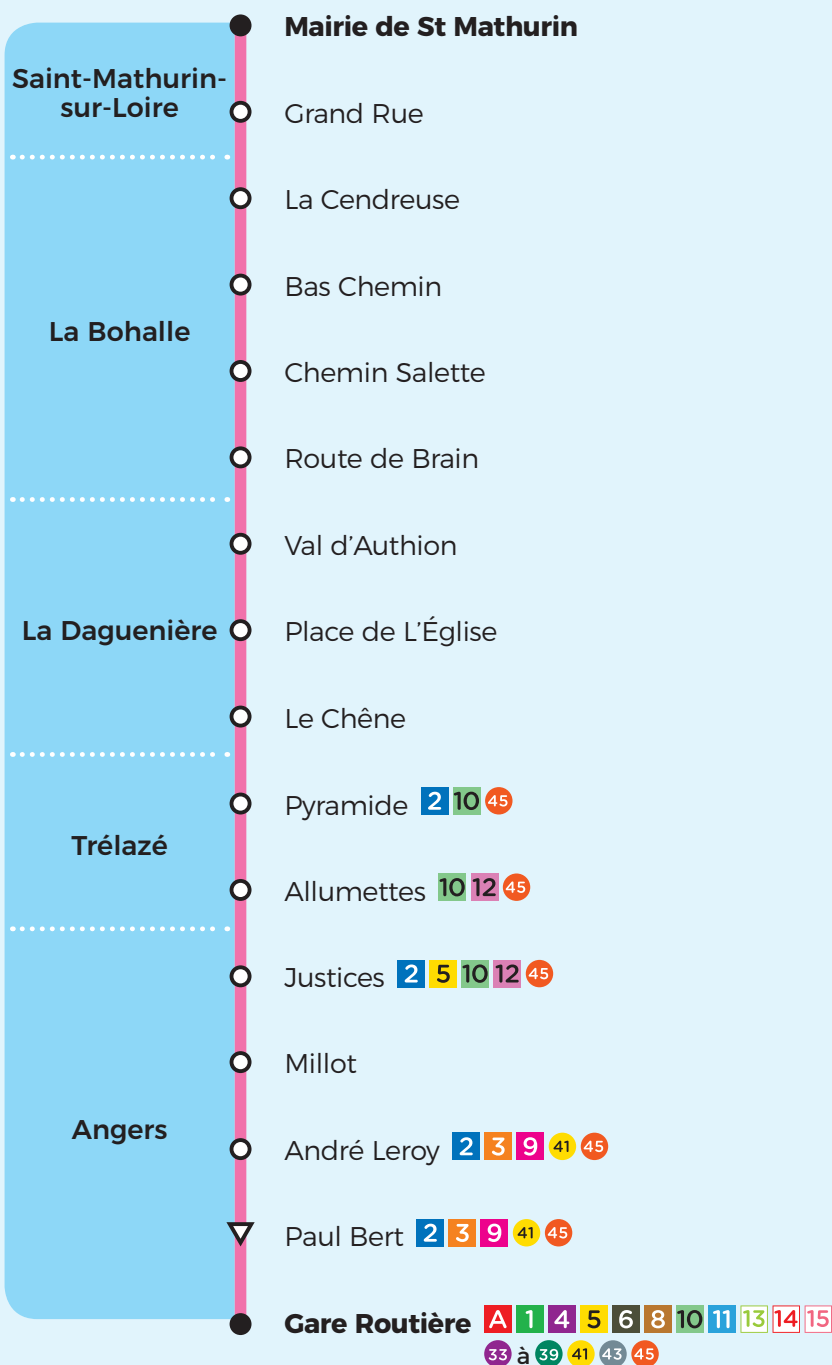 Mairie de St Mathurin
Saint-Mathurin-
sur-Loire
Grand Rue
La Cendreuse
Bas Chemin
La Bohalle
Chemin Salette
Route de Brain
Val d'Authion
La Daguenière
Place de L'Église
Le Chêne
Pyramide 2 10 45
Trélazé
Allumettes 10 12 45
Justices 2 5 10 12 45
Millot
Angers
André Leroy 2 3 9 41 45
Paul Bert 2 3 9 41 45
Gare Routière A 1 4 5 6 8 10 11 13 14 15
33 à 39 41 43 45